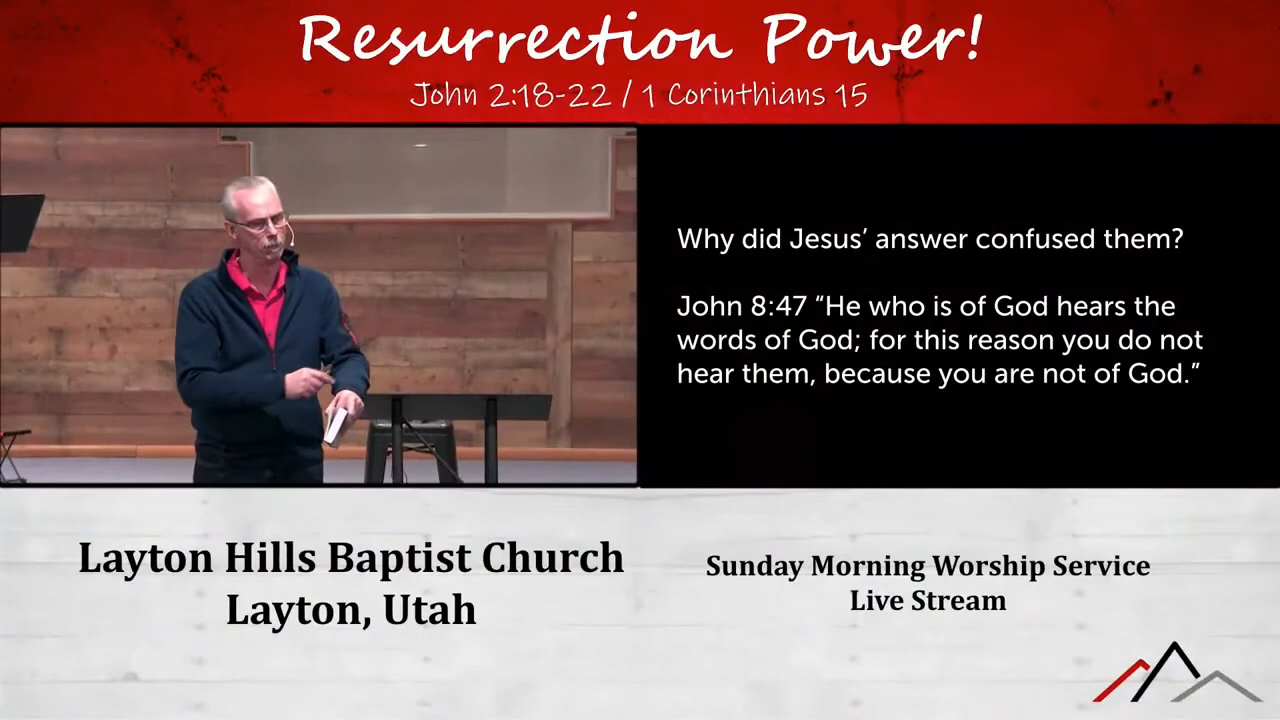 Resurrection Power!
John 2:18-22 / 1 Corinthians 15
Why did Jesus’ answer confused them?
John 8:47 “He who is of God hears the
words of God; for this reason you do not
hear them, because you are not of God.”
Layton Hills Baptist Church
Layton, Utah
Sunday Morning Worship Service
Live Stream